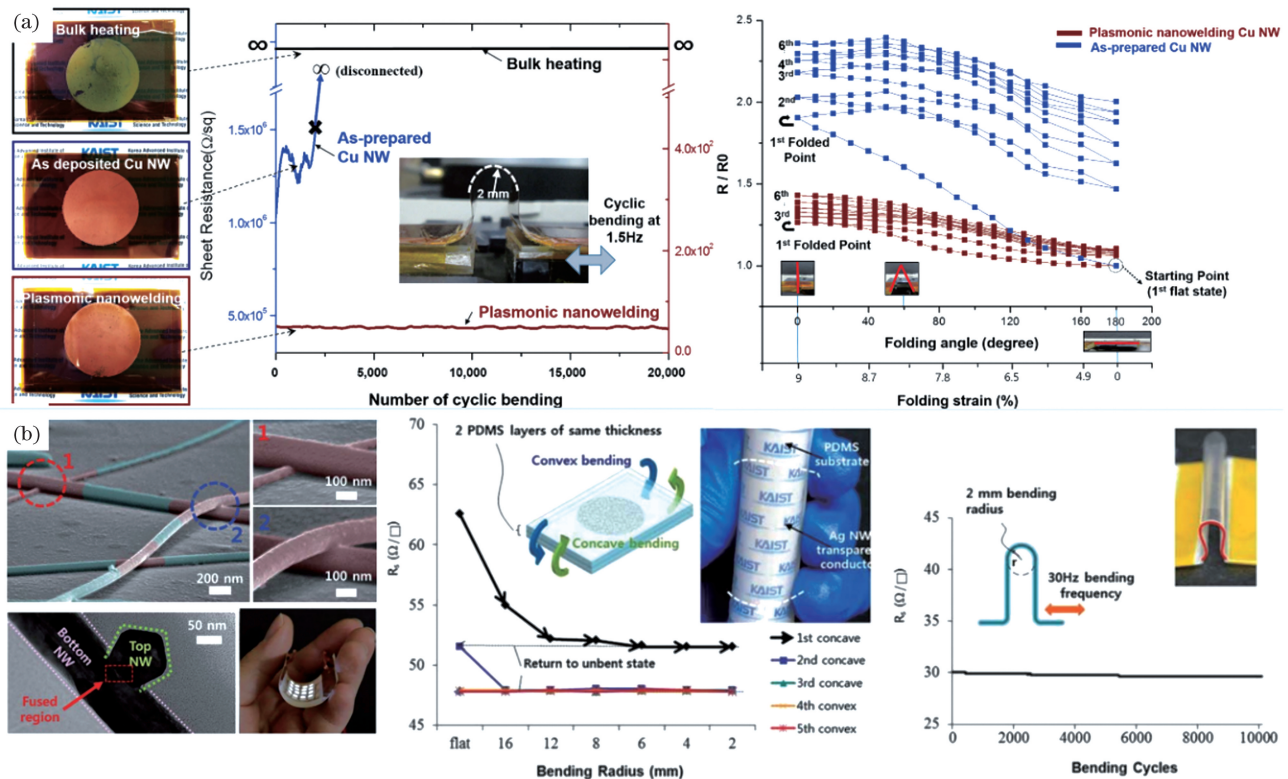 (a)
Bulk heating
KAIST
As deposited Cu NW
Plasmonic nanowelding
Sheet Resistance(Ω/sq)
∞
∞
∞ (disconnected)
Bulk heating
1.5x10⁶
1.0x10⁶
5.0x10⁵
As-prepared
Cu NW
2 mm
Cyclic
bending at
1.5Hz
Plasmonic nanowelding
4.0x10²
2.0x10²
0.0
0
5,000
10,000
15,000
20,000
Number of cyclic bending
Plasmonic nanowelding Cu NW
As-prepared Cu NW
R / R0
2.5
2.0
1.5
1.0
6th
4th
3rd
2nd
1st Folded
Point
6th
3rd
1st Folded Point
Starting Point
(1st flat state)
0 20 40 60 80 100 120 140 160 180 200
Folding angle (degree)
9 8.7 7.8 6.5 4.9 0
Folding strain (%)
(b)
1
2
200 nm
1
100 nm
2
100 nm
Bottom
NW
Top
NW
50 nm
Fused
region
Rs (Ω/□)
70
65
60
55
50
45
40
2 PDMS layers of same thickness
Convex bending
Concave bending
Return to unbent state
flat 16 12 8 6 4 2
Bending Radius (mm)
KAIST
PDMS
substrate
Ag NW
transparent
conductor
1st concave
2nd concave
3rd concave
4th convex
5th convex
Rs (Ω/□)
45
40
35
30
25
2 mm bending
radius
r
30Hz bending
frequency
0 2000 4000 6000 8000 10000
Bending Cycles